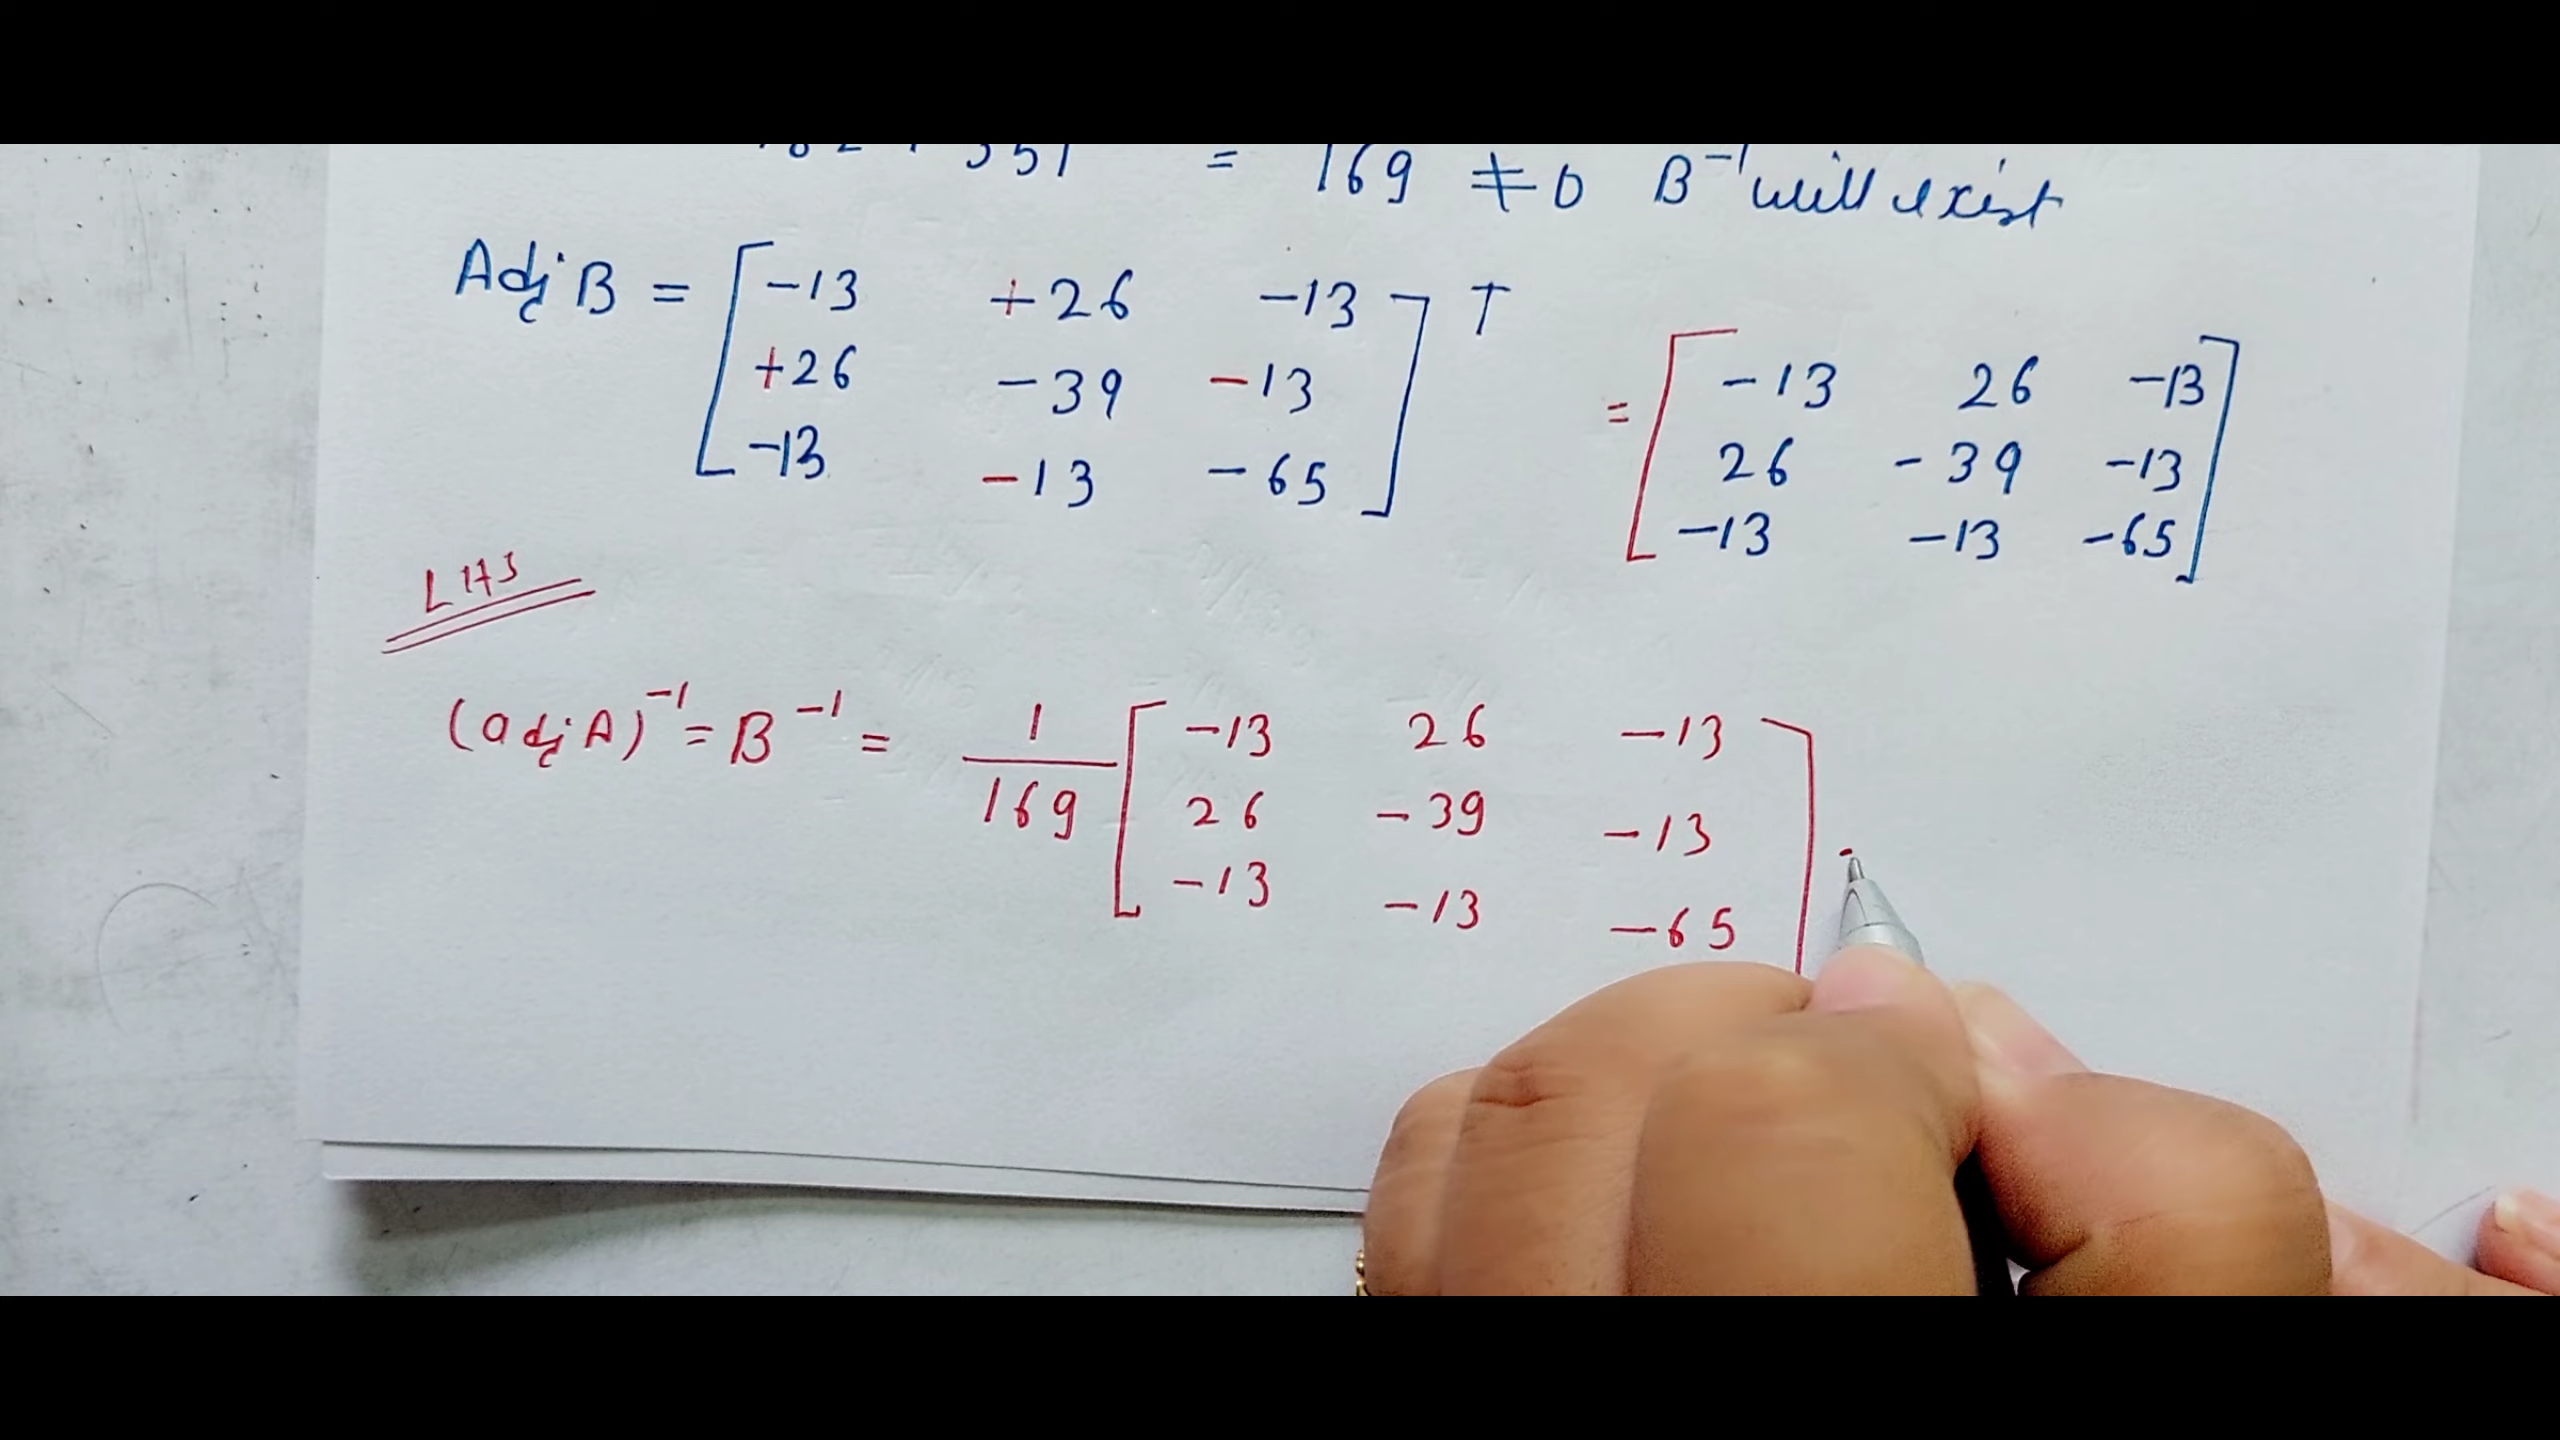 351 = 169 ≠ 0 B⁻¹ will exist
Adj B = [ -13 +26 -13 ] T
+26 -39 -13
-13 -13 -65
= [ -13 26 -13 ]
26 -39 -13
-13 -13 -65
LHS
(adj A)⁻¹ = B⁻¹ = 1/169 [ -13 26 -13 ]
26 -39 -13
-13 -13 -65